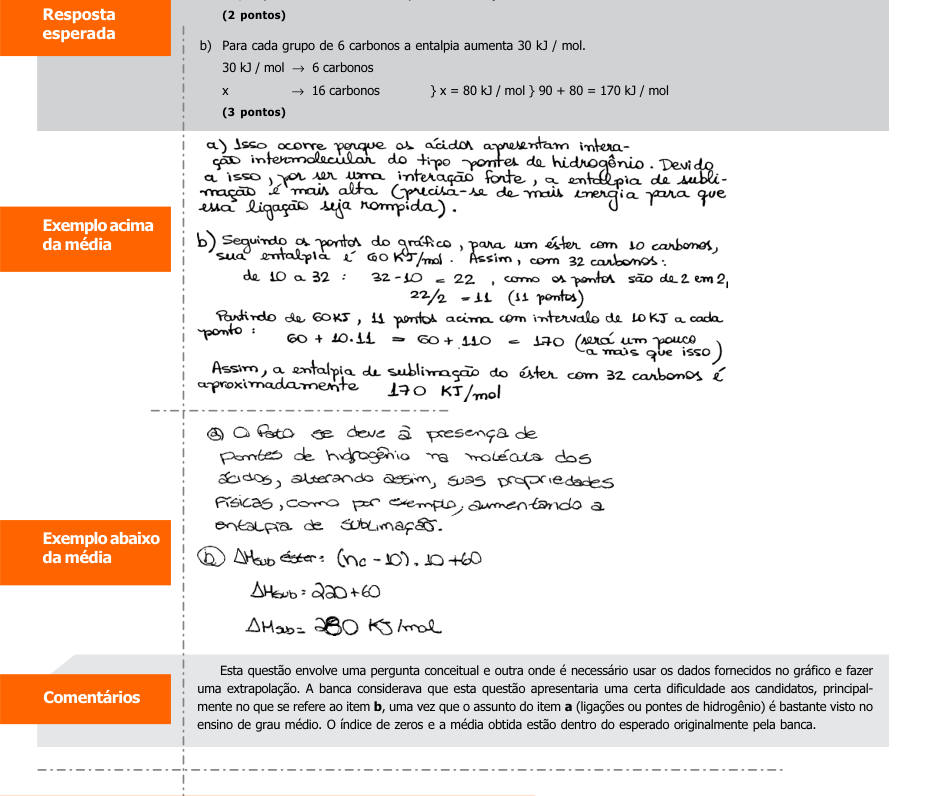 Resposta
esperada
(2 pontos)
b) Para cada grupo de 6 carbonos a entalpia aumenta 30 kJ / mol.
30 kJ / mol → 6 carbonos
x → 16 carbonos } x = 80 kJ / mol } 90 + 80 = 170 kJ / mol
(3 pontos)
Exemplo acima
da média
a) Isso ocorre porque os ácidos apresentam intera-
ção intermolecular do tipo pontes de hidrogênio. Devido
a isso, por ser uma interação forte, a entalpia de subli-
mação é mais alta (precisa-se de mais energia para que
essa ligação seja rompida).
b) Seguindo os pontos do gráfico, para um éster com 10 carbonos,
sua entalpia é 60 KJ/mol. Assim, com 32 carbonos:
de 10 a 32 : 32-10 = 22 , como os pontos são de 2 em 2,
22/2 = 11 (11 pontos)
Partindo de 60KJ, 11 pontos acima com intervalo de 10KJ a cada
ponto :
60 + 10.11 = 60 + 110 = 170 (será um pouco
a mais que isso)
Assim, a entalpia de sublimação do éster com 32 carbonos é
aproximadamente 170 KJ/mol
Exemplo abaixo
da média
a) O fato se deve à presença de
pontes de hidrogênio na molécula dos
ácidos, alterando assim, suas propriedades
físicas, como por exemplo, aumentando a
entalpia de sublimação.
b) ΔHsub éster = (nc - 10) . 10 + 60
ΔHsub = 220 + 60
ΔHsub = 280 KJ/mol
Comentários
Esta questão envolve uma pergunta conceitual e outra onde é necessário usar os dados fornecidos no gráfico e fazer
uma extrapolação. A banca considerava que esta questão apresentaria uma certa dificuldade aos candidatos, principal-
mente no que se refere ao item b, uma vez que o assunto do item a (ligações ou pontes de hidrogênio) é bastante visto no
ensino de grau médio. O índice de zeros e a média obtida estão dentro do esperado originalmente pela banca.